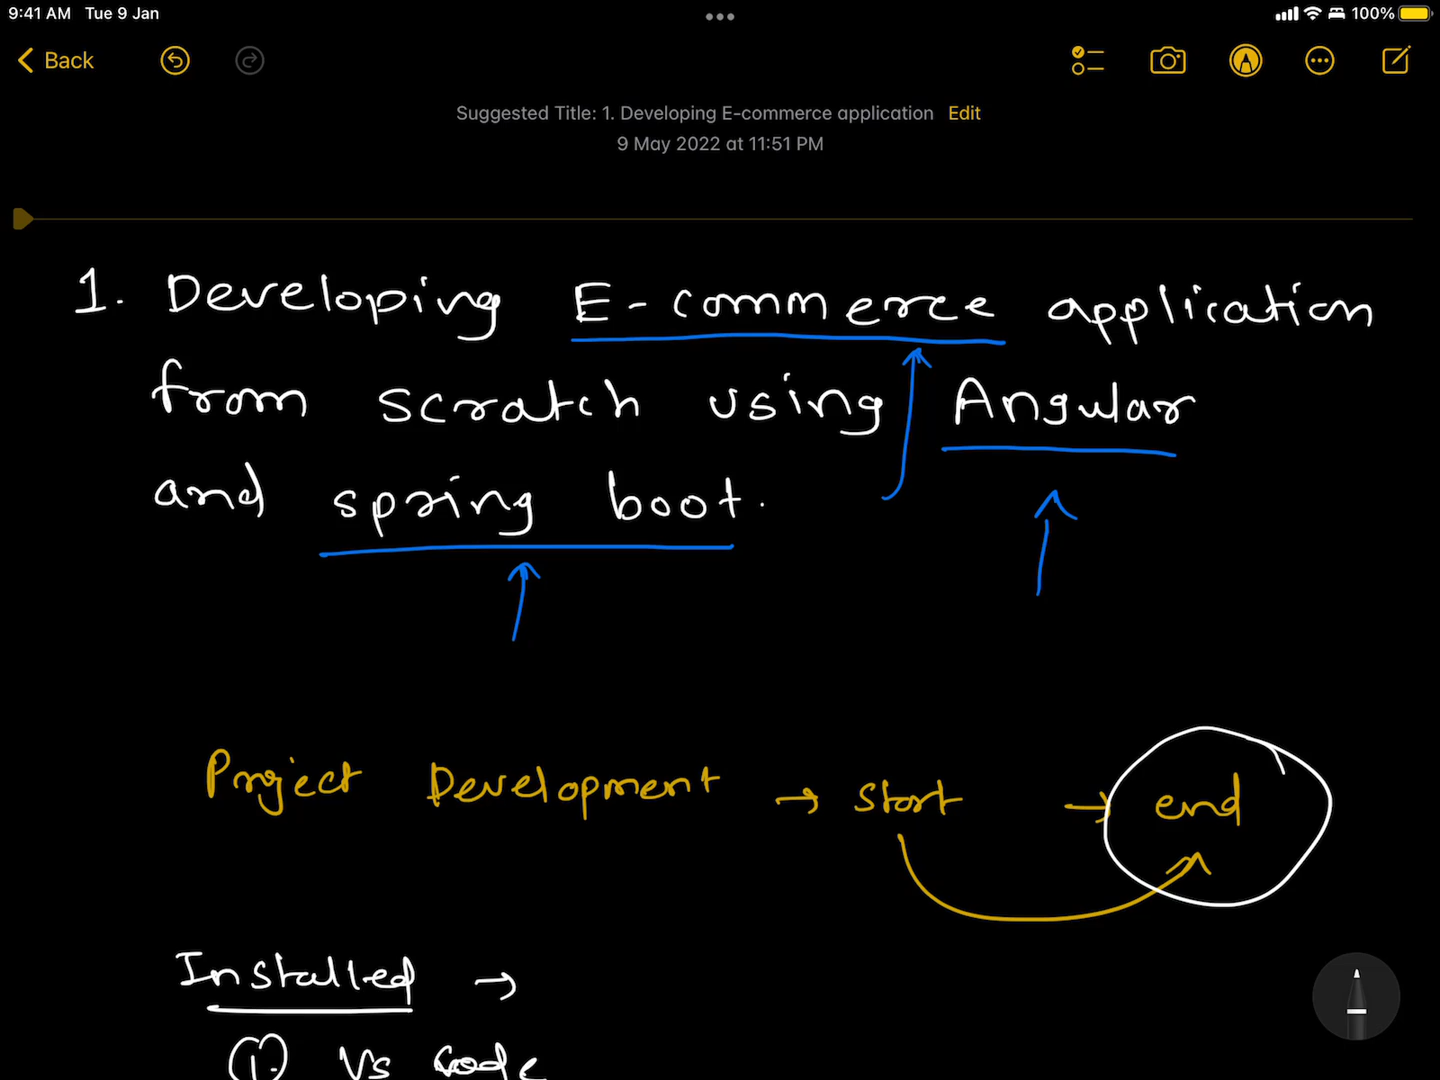 9:41 AM Tue 9 Jan
100%
Back
Suggested Title: 1. Developing E-commerce application Edit
9 May 2022 at 11:51 PM
1. Developing E-commerce application
from scratch using Angular
and spring boot.
Project Development → start → end
Installed →
① Vs code